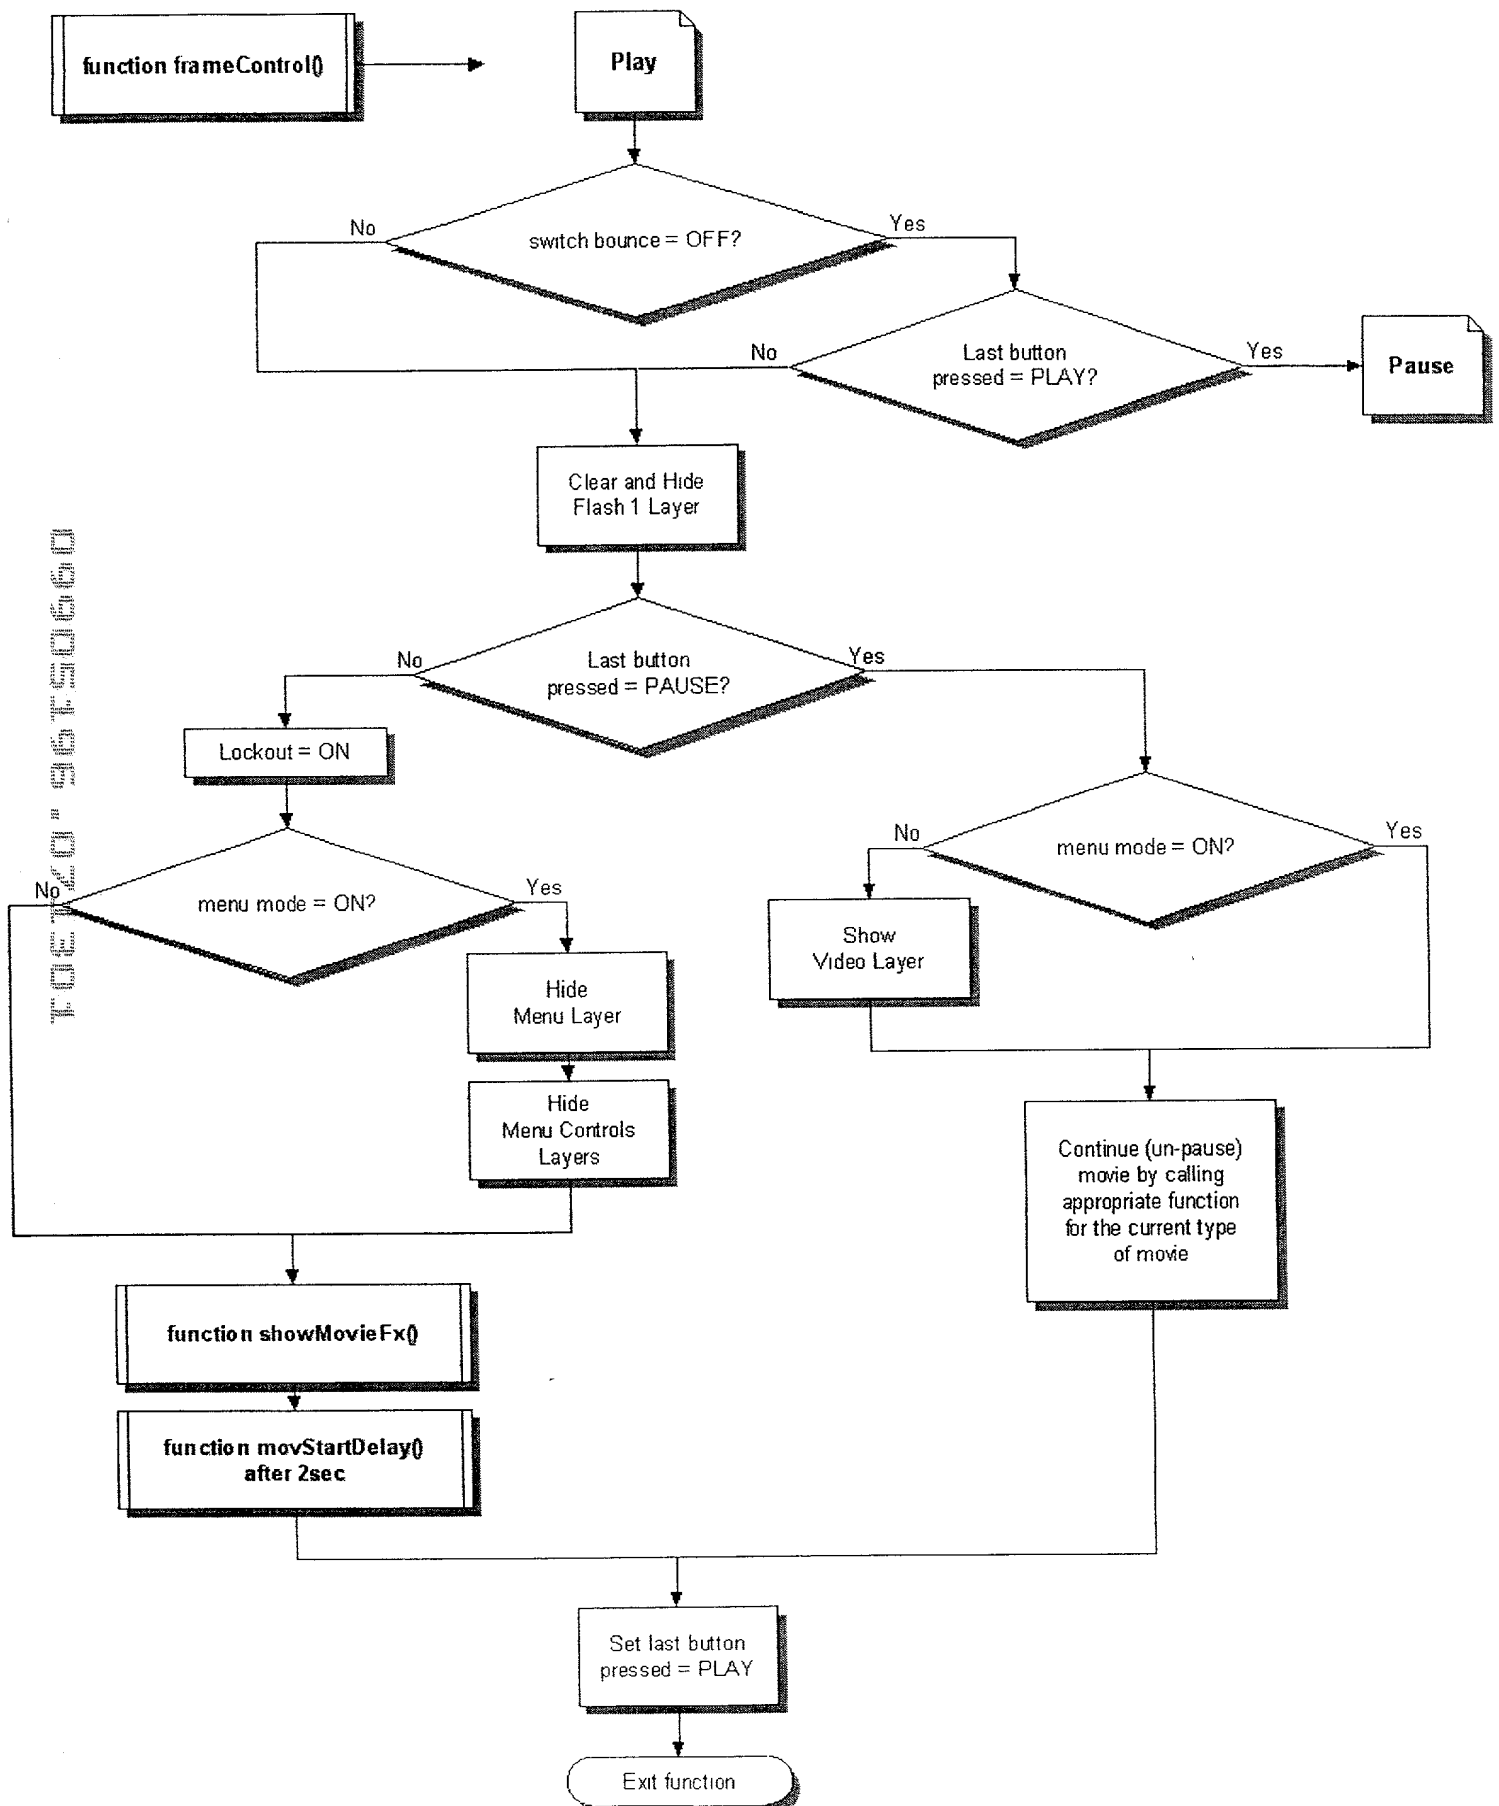 function frameControl()
Play
No
switch bounce = OFF?
Yes
No
Last button
pressed = PLAY?
Yes
Pause
Clear and Hide
Flash 1 Layer
No
Last button
pressed = PAUSE?
Yes
Lockout = ON
No
menu mode = ON?
Yes
No
menu mode = ON?
Yes
Show
Video Layer
Hide
Menu Layer
Hide
Menu Controls
Layers
Continue (un-pause)
movie by calling
appropriate function
for the current type
of movie
function showMovieFx()
function movStartDelay()
after 2sec
Set last button
pressed = PLAY
Exit function